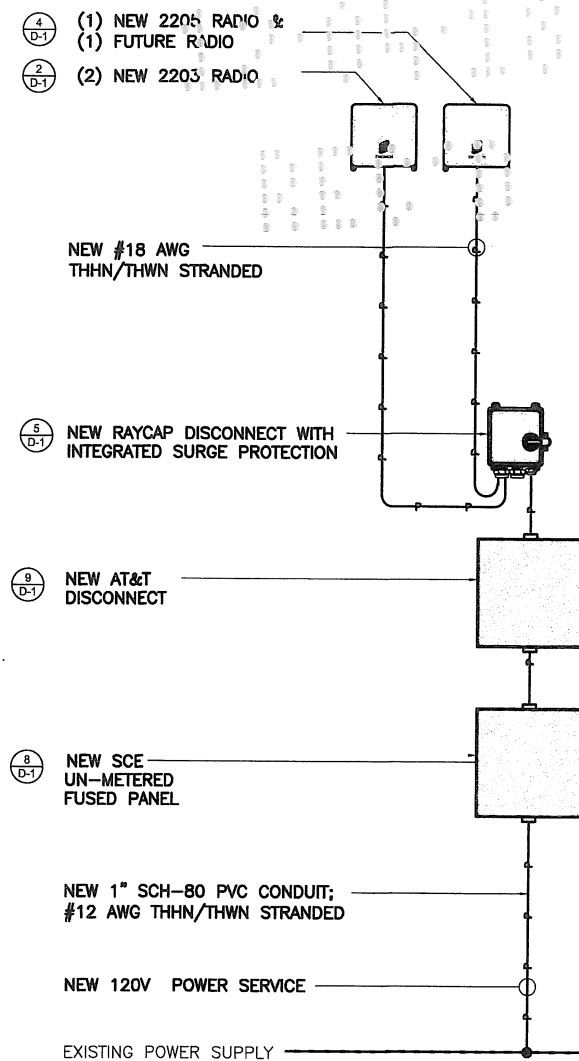 4
D-1
(1) NEW 2205 RADIO &
(1) FUTURE RADIO
2
D-1
(2) NEW 2203 RADIO
NEW #18 AWG
THHN/THWN STRANDED
P
P
P
P
P
P
P
P
P
P
5
D-1
NEW RAYCAP DISCONNECT WITH
INTEGRATED SURGE PROTECTION
P
P
P
9
D-1
NEW AT&T
DISCONNECT
P
8
D-1
NEW SCE
UN-METERED
FUSED PANEL
P
NEW 1" SCH-80 PVC CONDUIT;
#12 AWG THHN/THWN STRANDED
P
P
NEW 120V POWER SERVICE
P
EXISTING POWER SUPPLY